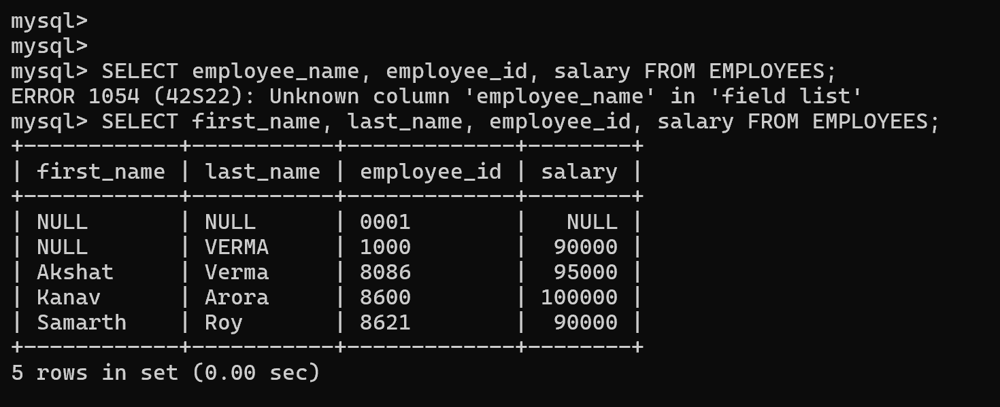 mysql>
mysql>
mysql> SELECT employee_name, employee_id, salary FROM EMPLOYEES;
ERROR 1054 (42S22): Unknown column 'employee_name' in 'field list'
mysql> SELECT first_name, last_name, employee_id, salary FROM EMPLOYEES;
+------------+-----------+-------------+--------+
| first_name | last_name | employee_id | salary |
+------------+-----------+-------------+--------+
| NULL       | NULL      | 0001        |   NULL |
| NULL       | VERMA     | 1000        |  90000 |
| Akshat     | Verma     | 8086        |  95000 |
| Kanav      | Arora     | 8600        | 100000 |
| Samarth    | Roy       | 8621        |  90000 |
+------------+-----------+-------------+--------+
5 rows in set (0.00 sec)